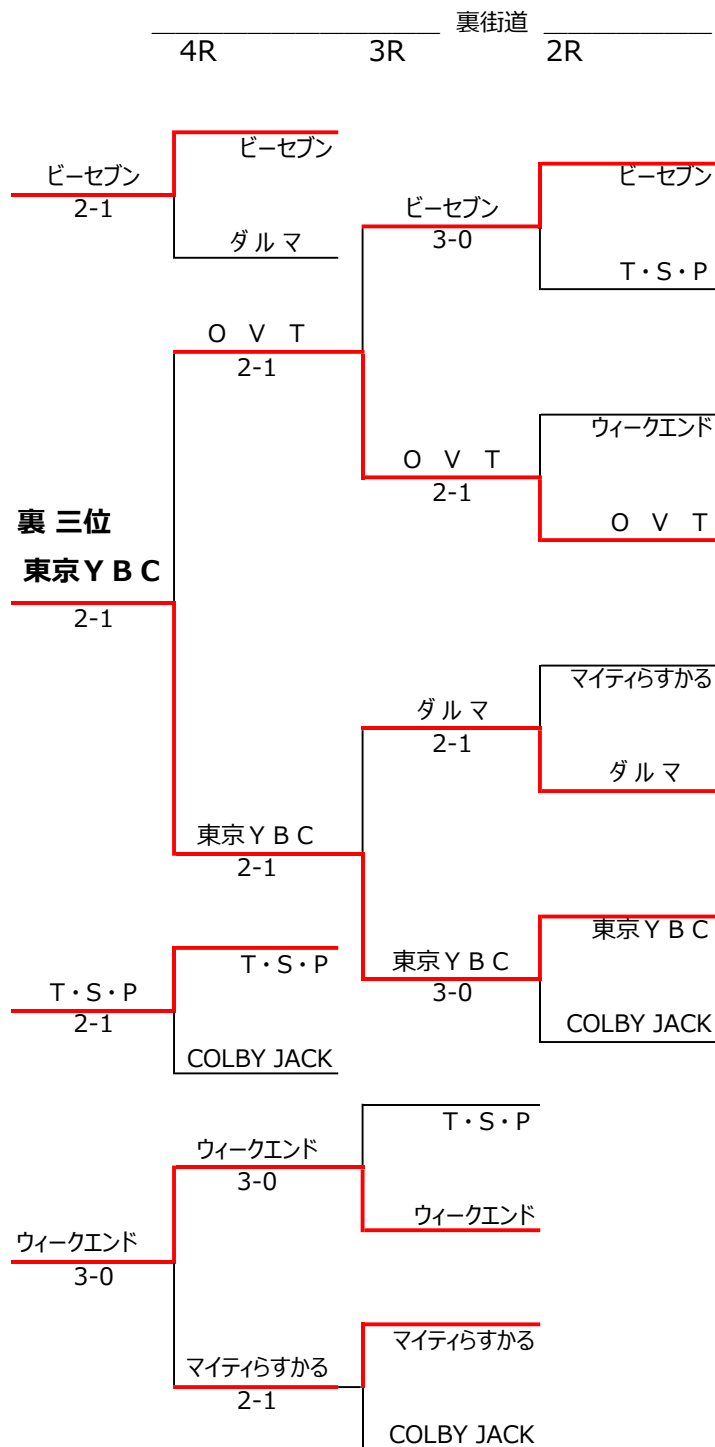 裏街道
4R 3R 2R
ビーセブン
ビーセブン
ビーセブン
2-1
ビーセブン
3-0
ダルマ
T・S・P
O V T
2-1
ウィークエンド
O V T
2-1
裏 三位
O V T
東京YBC
2-1
マイティらすかる
ダルマ
2-1
ダルマ
東京YBC
2-1
東京YBC
T・S・P
東京YBC
3-0
T・S・P
2-1
COLBY JACK
COLBY JACK
T・S・P
ウィークエンド
3-0
ウィークエンド
ウィークエンド
3-0
マイティらすかる
マイティらすかる
2-1
COLBY JACK